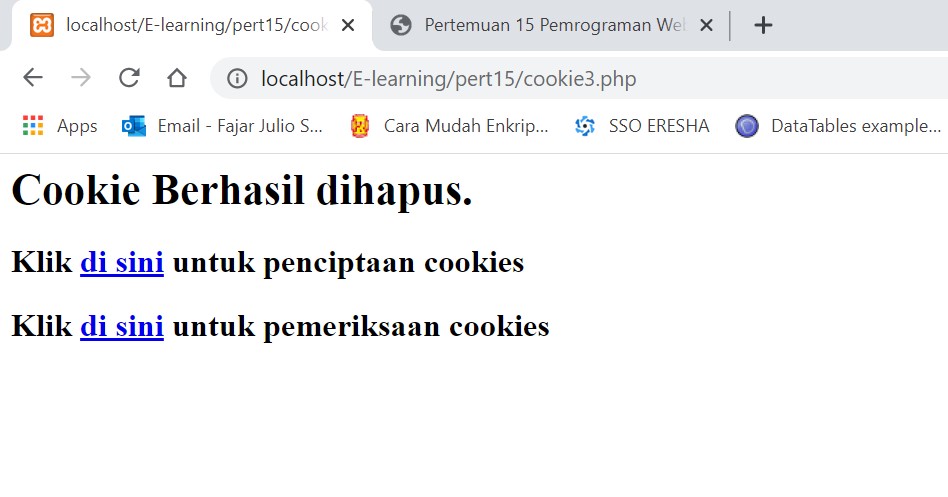 localhost/E-learning/pert15/cook
Pertemuan 15 Pemrograman Web
localhost/E-learning/pert15/cookie3.php
Apps
Email - Fajar Julio S...
Cara Mudah Enkrip...
SSO ERESHA
DataTables example...
Cookie Berhasil dihapus.
Klik di sini untuk penciptaan cookies
Klik di sini untuk pemeriksaan cookies